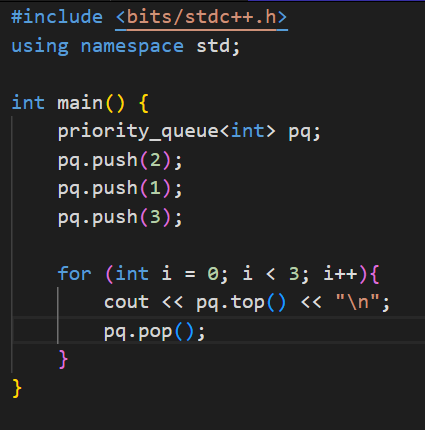 #include <bits/stdc++.h>
using namespace std;

int main() {
    priority_queue<int> pq;
    pq.push(2);
    pq.push(1);
    pq.push(3);

    for (int i = 0; i < 3; i++){
        cout << pq.top() << "\n";
        pq.pop();
    }
}